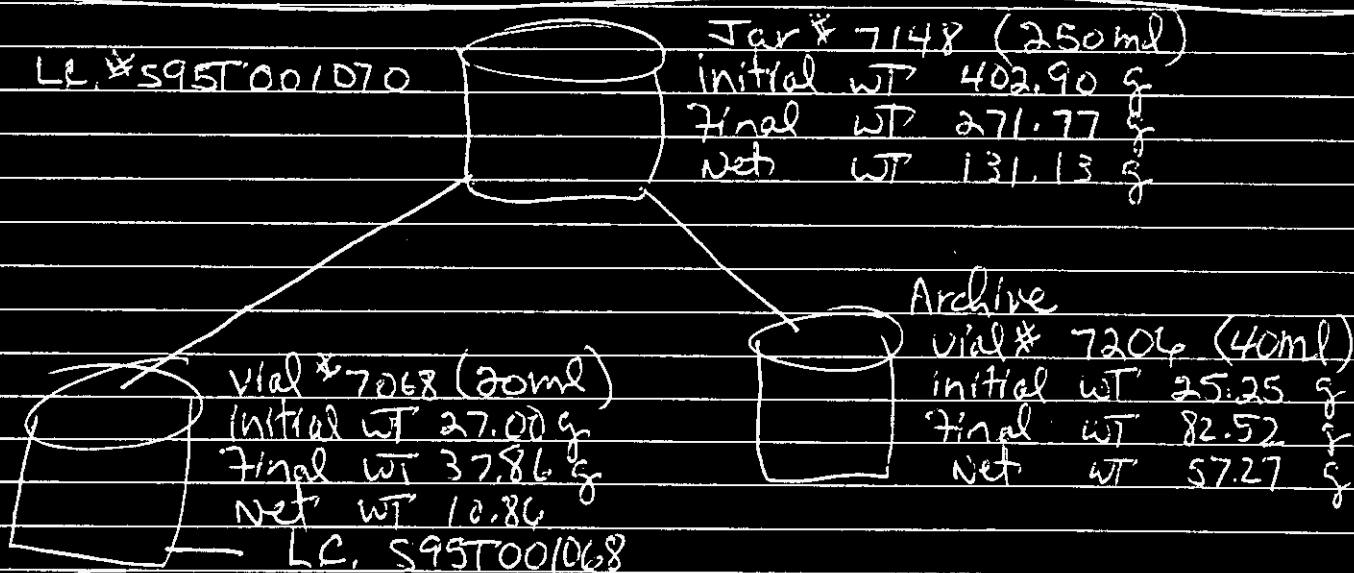 Jar # 7148 (250ml)
LC. # S95T001070
initial WT 402.90 g
Final WT 271.77 g
Net WT 131.13 g
Archive
vial # 7206 (40ml)
initial WT 25.25 g
Final WT 82.52 g
Net WT 57.27 g
vial # 7068 (20ml)
initial WT 27.00 g
Final WT 37.86 g
Net WT 10.86
LC. S95T001068